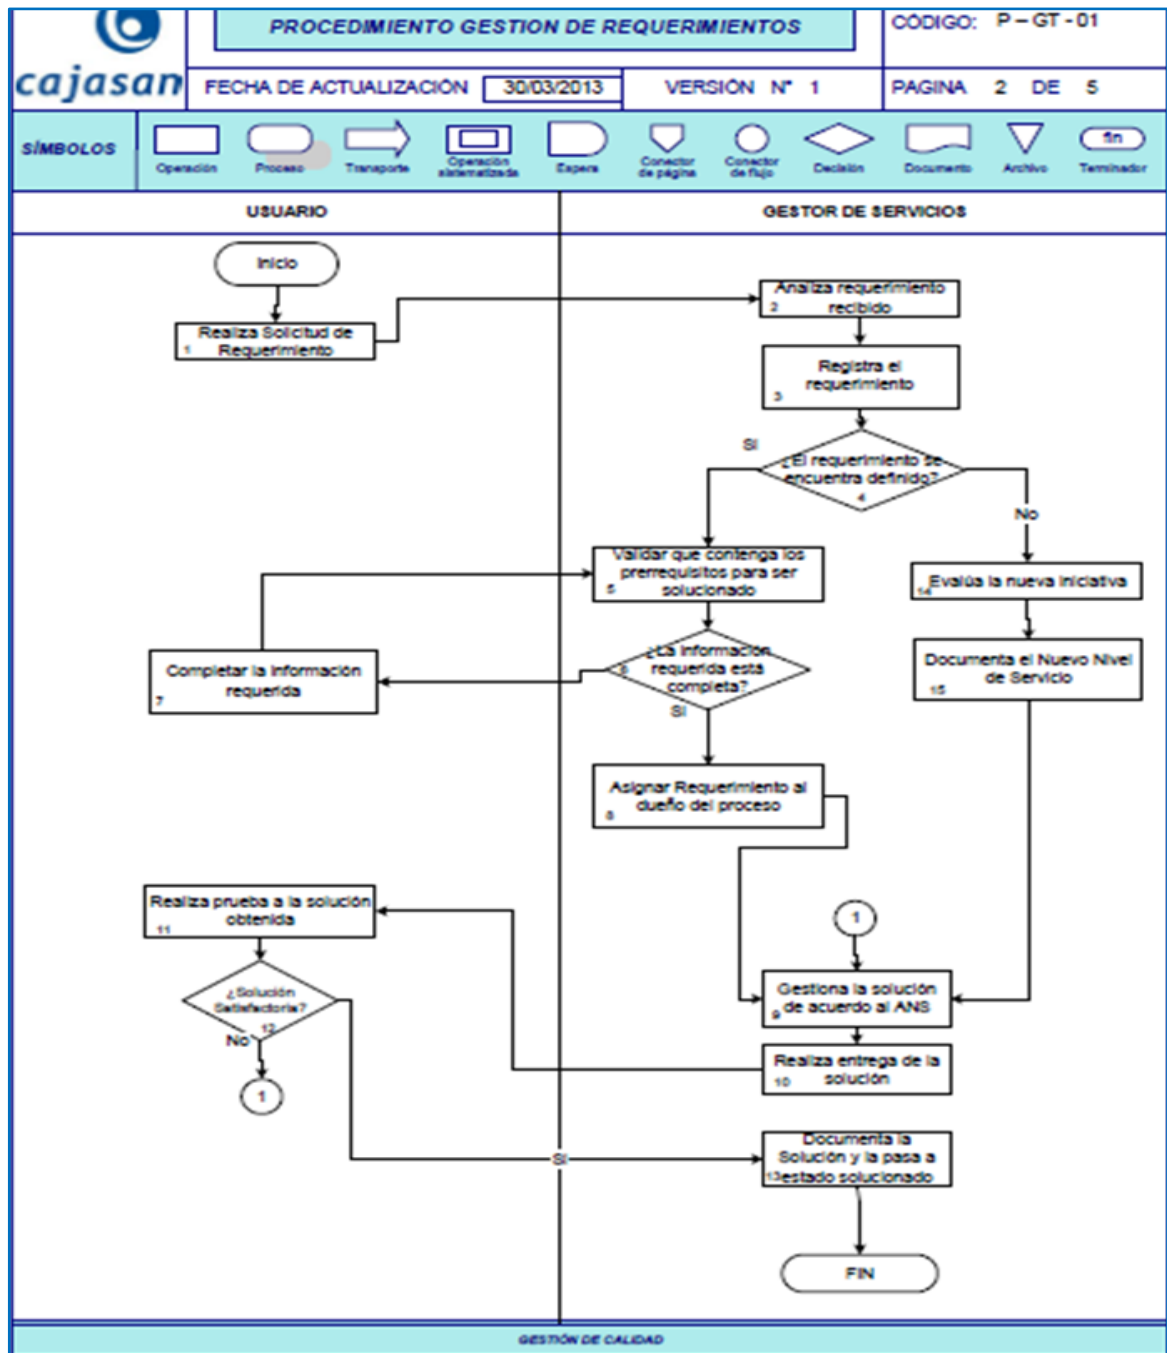 PROCEDIMIENTO GESTION DE REQUERIMIENTOS
CÓDIGO: P – GT - 01
cajasan
FECHA DE ACTUALIZACIÓN 30/03/2013 VERSIÓN N° 1 PAGINA 2 DE 5
SÍMBOLOS
fin
Operación
Proceso
Transporte
Operación
sistematizada
Espera
Conector
de página
Conector
de flujo
Decisión
Documento
Archivo
Terminador
USUARIO GESTOR DE SERVICIOS
Inicio
Realiza Solicitud de
1 Requerimiento
Analiza requerimiento
2 recibido
Registra el
requerimiento
3
¿El requerimiento se
encuentra definido?
4
SI
No
Validar que contenga los
prerrequisitos para ser
5 solucionado
14 Evalúa la nueva iniciativa
¿La información
6 requerida está
completa?
SI
Completar la información
requerida
7
Documenta el Nuevo Nivel
de Servicio
15
Asignar Requerimiento al
dueño del proceso
8
Realiza prueba a la solución
obtenida
11
1
¿Solución
Satisfactoria?
12
No
1
Gestiona la solución
de acuerdo al ANS
9
Realiza entrega de la
10 solución
SI
Documenta la
Solución y la pasa a
13 estado solucionado
FIN
GESTIÓN DE CALIDAD